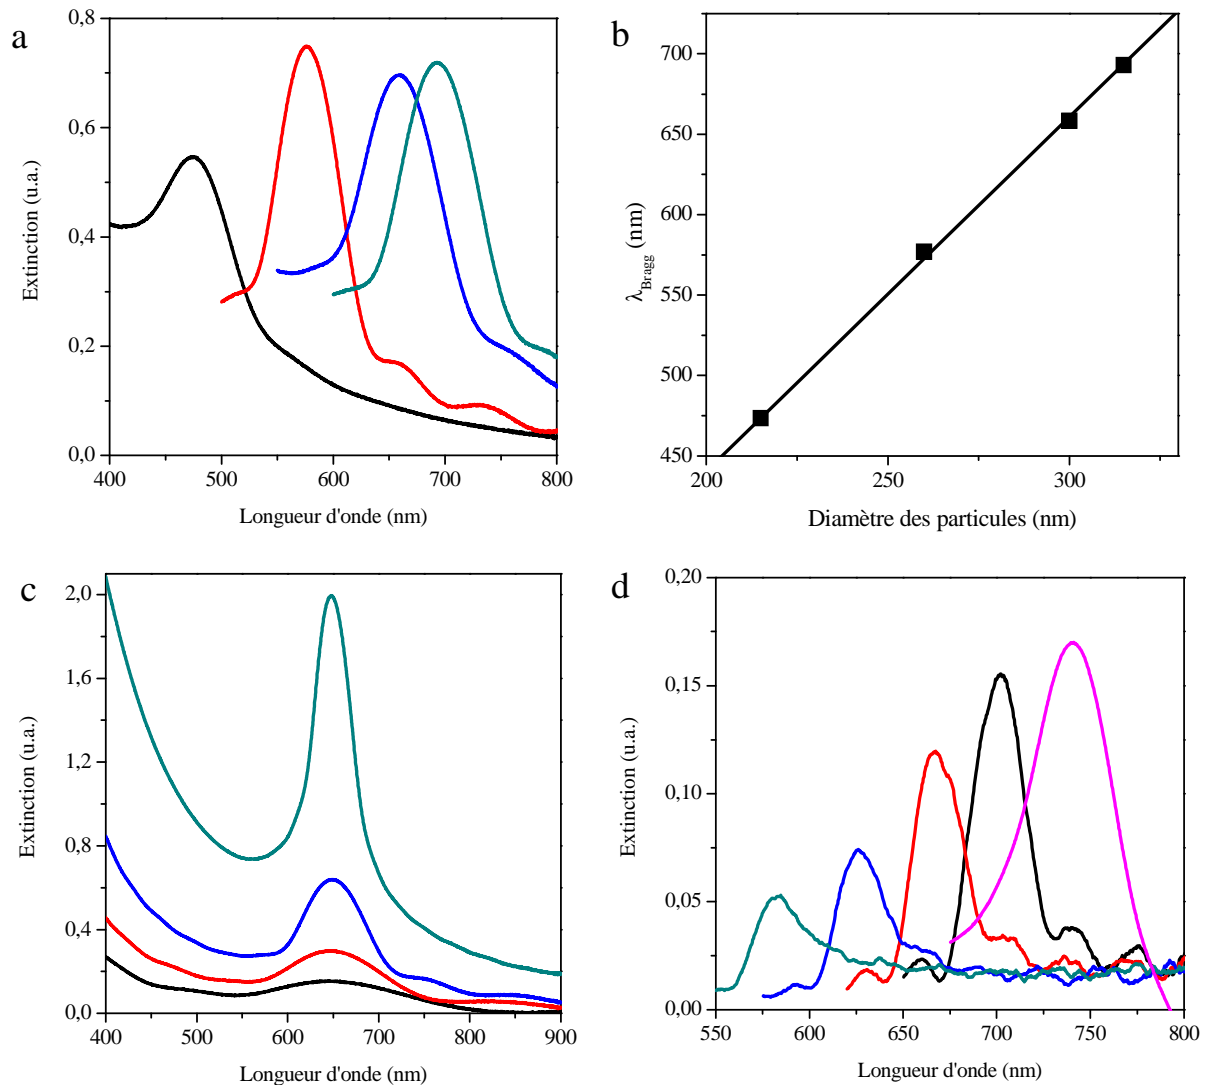 a
0,8
0,6
0,4
0,2
0,0
400 500 600 700 800
Extinction (u.a.)
Longueur d'onde (nm)
b
700
650
600
550
500
450
200 250 300
λBragg (nm)
Diamètre des particules (nm)
c
2,0
1,6
1,2
0,8
0,4
0,0
400 500 600 700 800 900
Extinction (u.a.)
Longueur d'onde (nm)
d
0,20
0,15
0,10
0,05
0,00
550 600 650 700 750 800
Extinction (u.a.)
Longueur d'onde (nm)